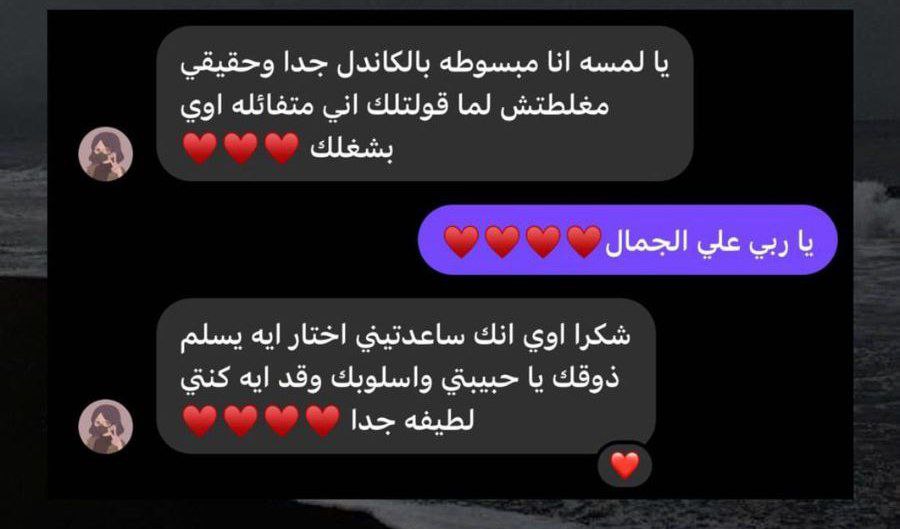 يا لمسه انا مبسوطه بالكاندل جدا وحقيقي
مغلطتش لما قولتلك اني متفائله اوي
بشغلك ♥️♥️♥️
يا ربي علي الجمال♥️♥️♥️♥️
شكرا اوي انك ساعدتيني اختار ايه يسلم
ذوقك يا حبيبتي واسلوبك وقد ايه كنتي
لطيفه جدا ♥️♥️♥️♥️
❤️